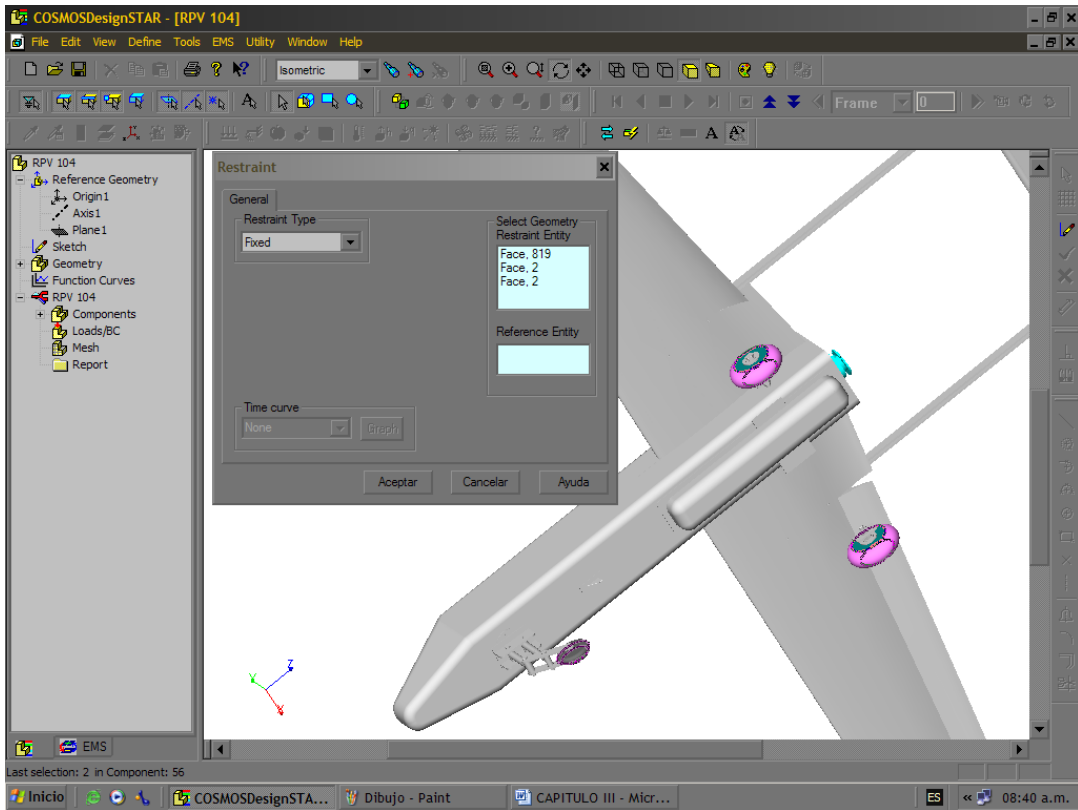 COSMOSDesignSTAR - [RPV 104]
File Edit View Define Tools EMS Utility Window Help
Isometric
Frame 0
A
RPV 104
Reference Geometry
Origin1
Axis1
Plane1
Sketch
Geometry
Function Curves
RPV 104
Components
Loads/BC
Mesh
Report
EMS
Restraint
General
Restraint Type
Fixed
Select Geometry
Restraint Entity
Face, 819
Face, 2
Face, 2
Reference Entity
Time curve
None
Graph
Aceptar Cancelar Ayuda
Z
Y
X
Last selection: 2 in Component: 56
Inicio
COSMOSDesignSTA...
Dibujo - Paint
CAPITULO III - Micr...
ES
«
08:40 a.m.